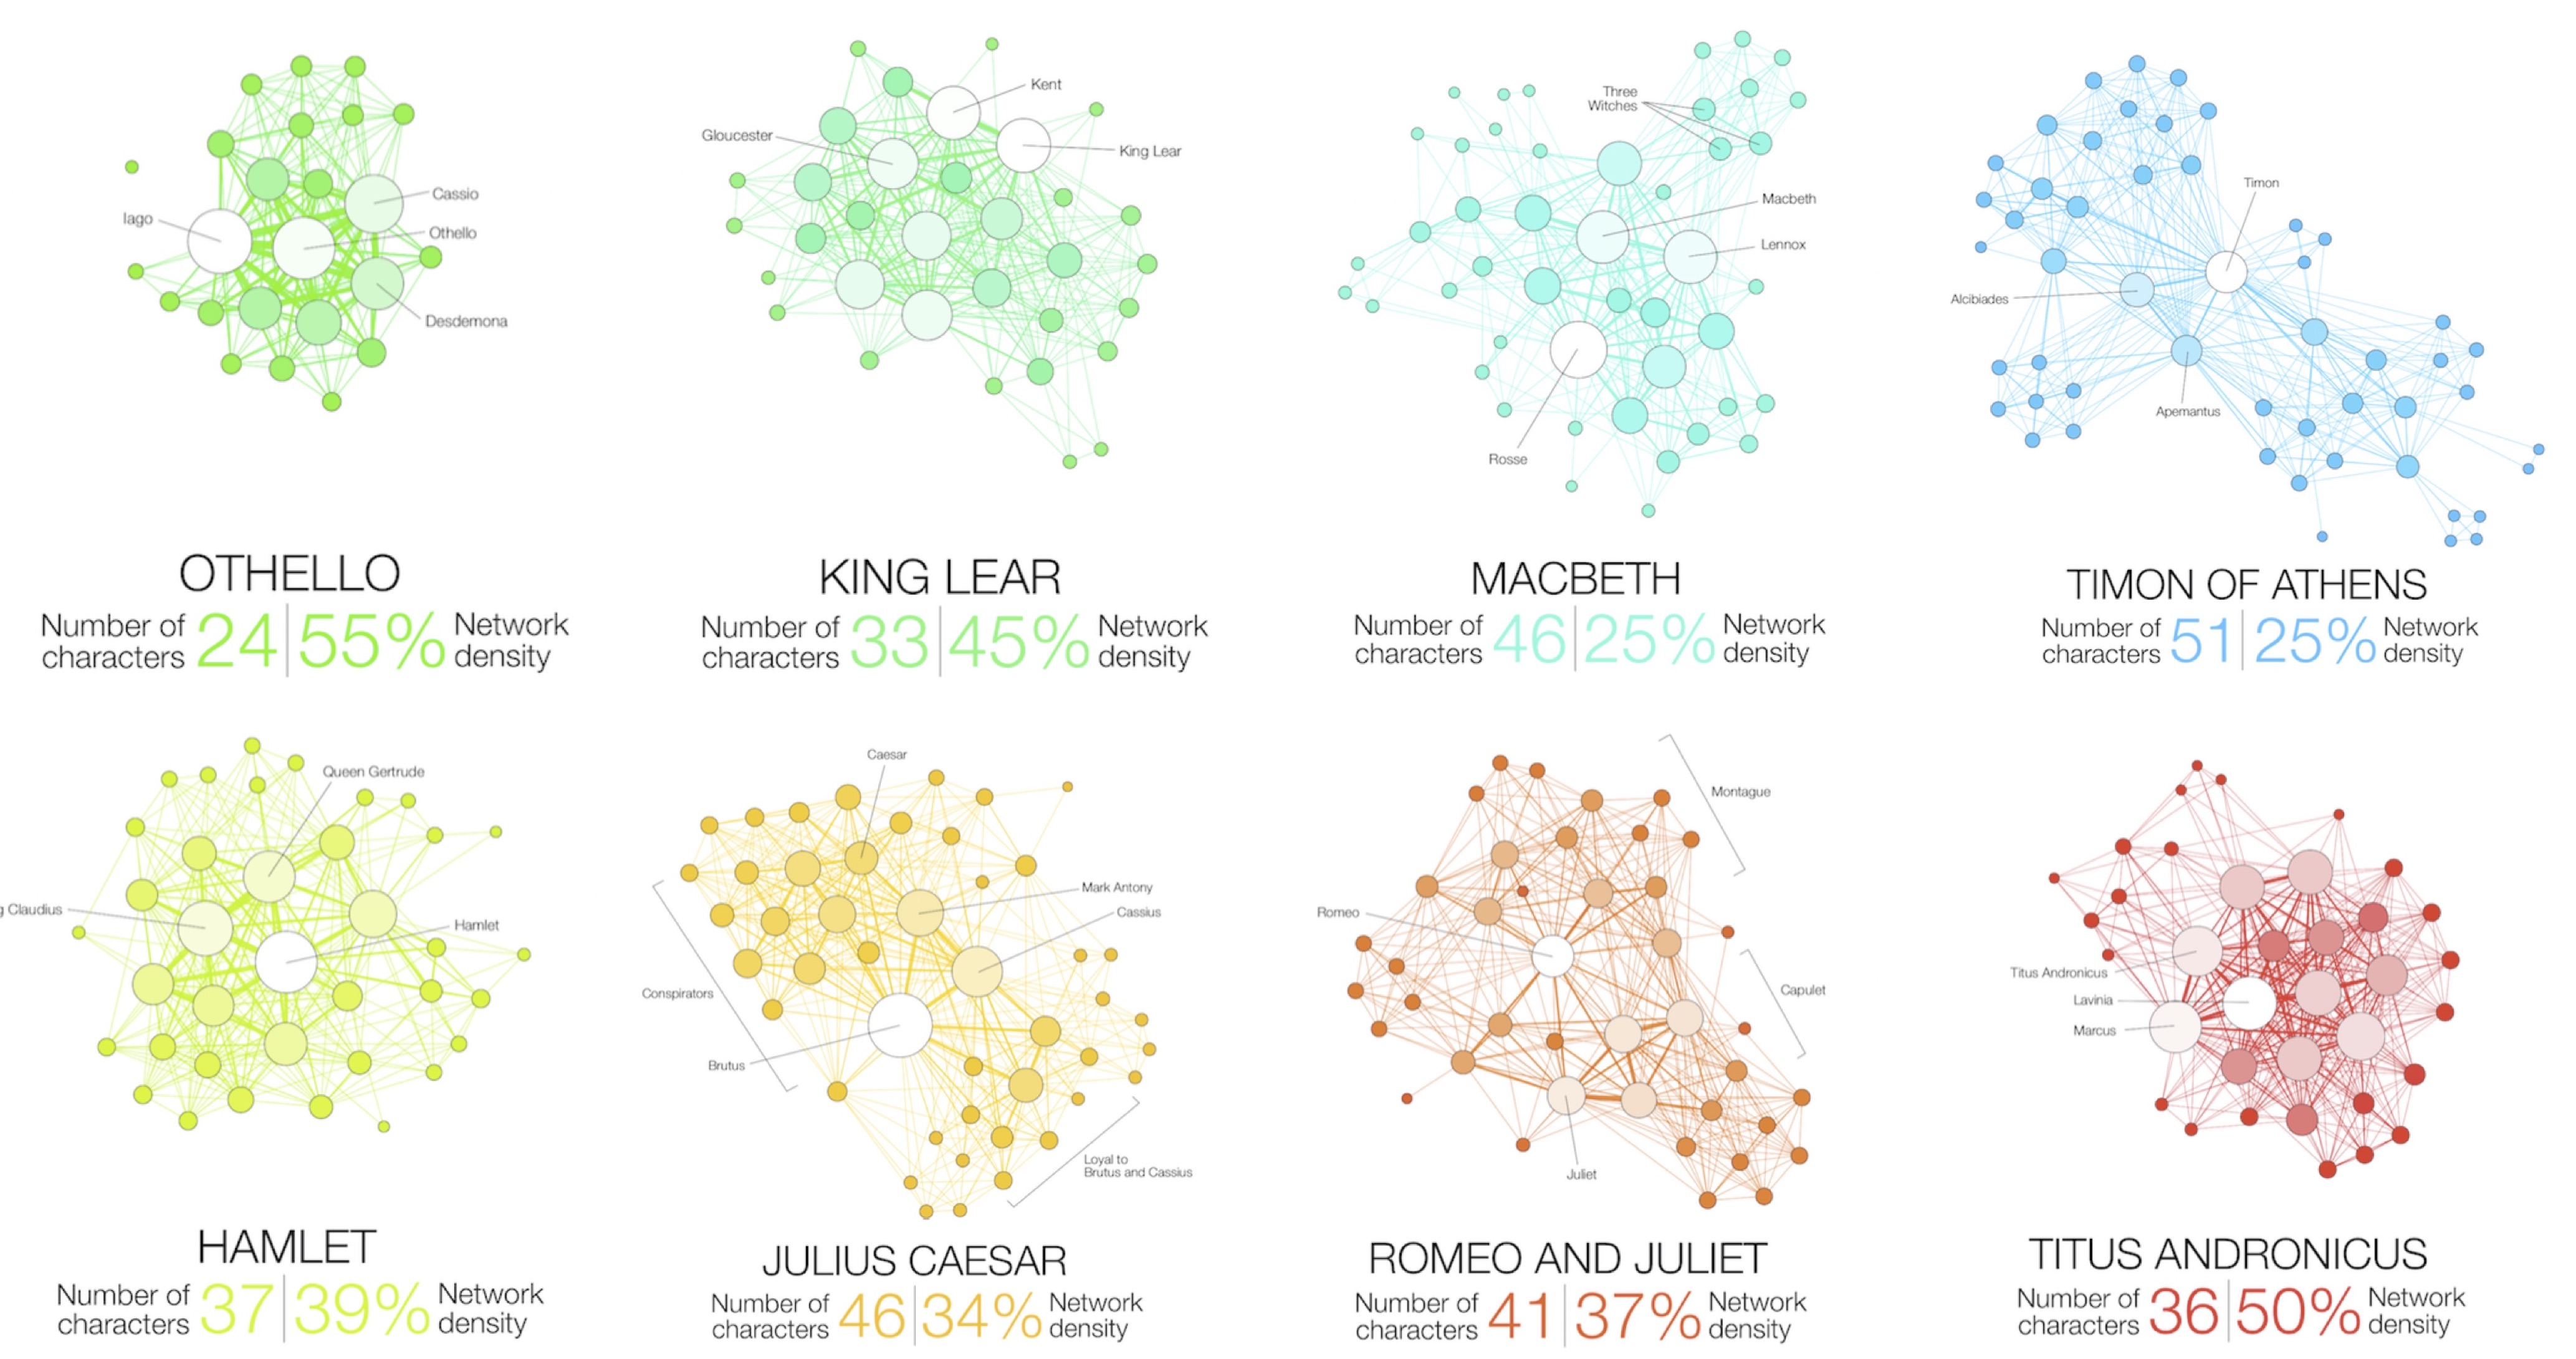 Iago
Cassio
Othello
Desdemona
OTHELLO
Number of
characters
24
55%
Network
density
Kent
Gloucester
King Lear
KING LEAR
Number of
characters
33
45%
Network
density
Three
Witches
Macbeth
Lennox
Rosse
MACBETH
Number of
characters
46
25%
Network
density
Timon
Alcibiades
Apemantus
TIMON OF ATHENS
Number of
characters
51
25%
Network
density
Queen Gertrude
g Claudius
Hamlet
HAMLET
Number of
characters
37
39%
Network
density
Caesar
Mark Antony
Cassius
Conspirators
Brutus
Loyal to
Brutus and Cassius
JULIUS CAESAR
Number of
characters
46
34%
Network
density
Montague
Romeo
Capulet
Juliet
ROMEO AND JULIET
Number of
characters
41
37%
Network
density
Titus Andronicus
Lavinia
Marcus
TITUS ANDRONICUS
Number of
characters
36
50%
Network
density